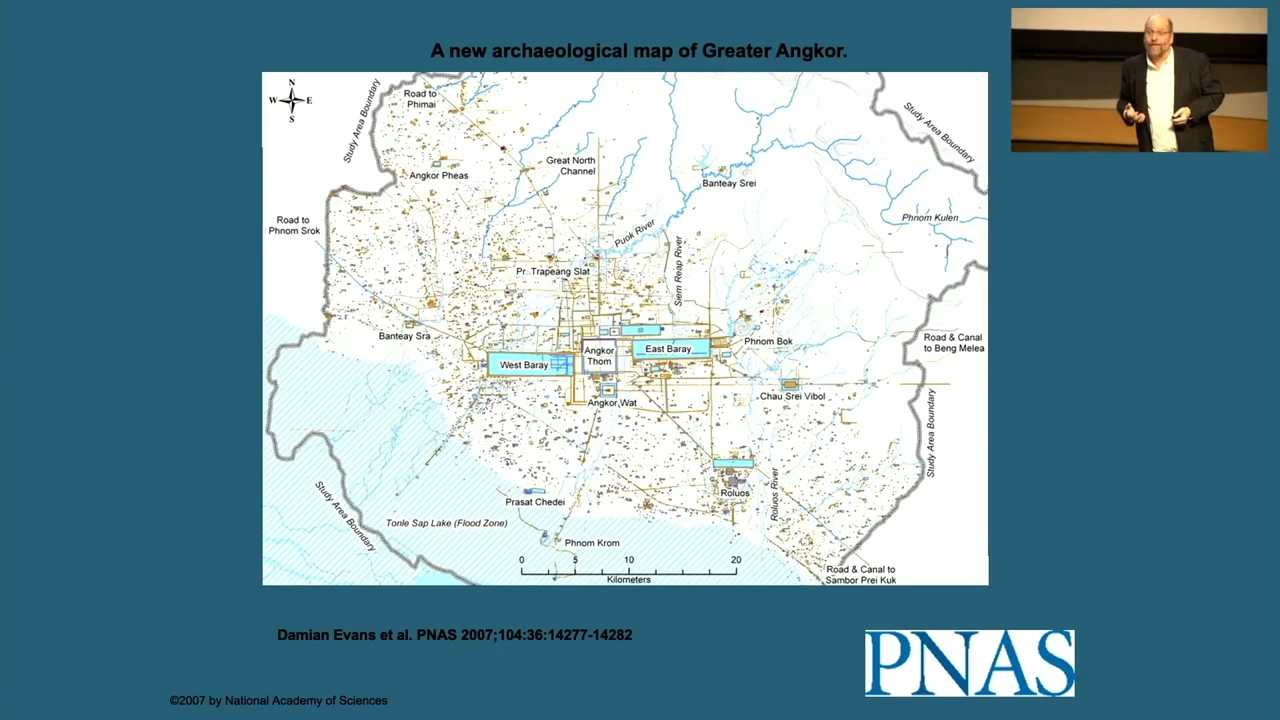 A new archaeological map of Greater Angkor.
N
W
E
S
Road to
Phimai
Study Area Boundary
Study Area Boundary
Great North
Channel
Angkor Pheas
Banteay Srei
Road to
Phnom Srok
Phnom Kulen
Puok River
Siem Reap River
Pr. Trapeang Slat
Banteay Sra
Phnom Bok
Road & Canal
to Beng Melea
East Baray
Angkor
Thom
West Baray
Chau Srei Vibol
Angkor Wat
Study Area Boundary
Roluos
Roluos River
Study Area Boundary
Prasat Chedei
Tonle Sap Lake (Flood Zone)
Phnom Krom
0 5 10 20
Kilometers
Road & Canal to
Sambor Prei Kuk
Damian Evans et al. PNAS 2007;104:36:14277-14282
PNAS
©2007 by National Academy of Sciences